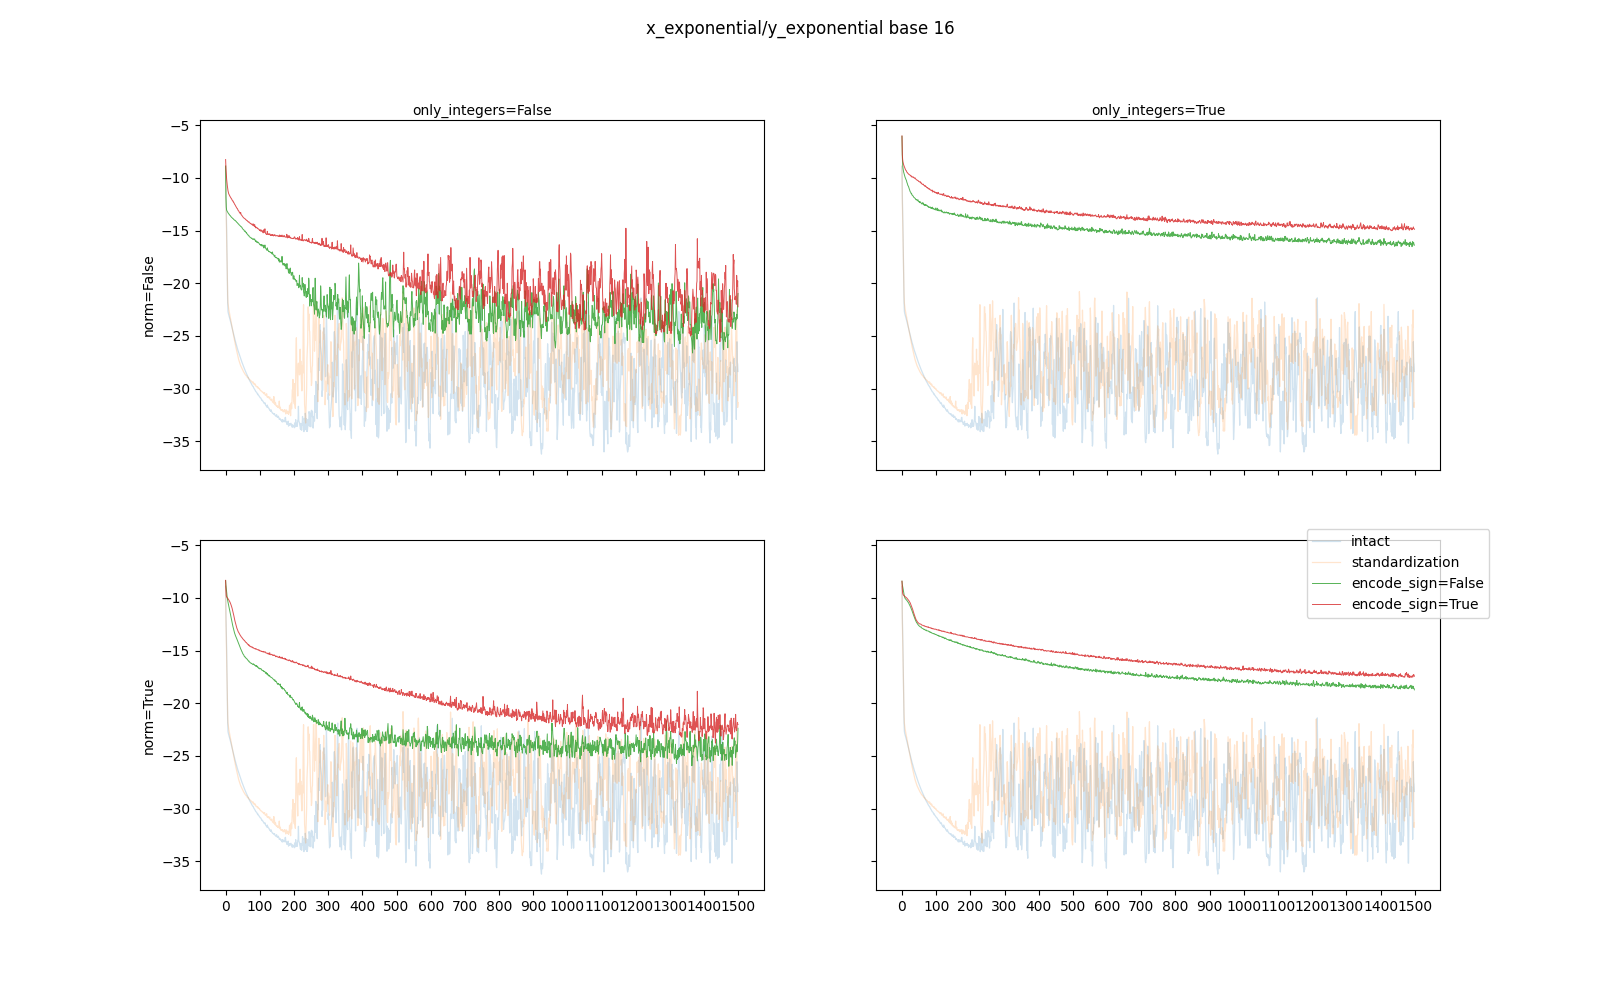 x_exponential/y_exponential base 16
only_integers=False
only_integers=True
norm=False
−5
−10
−15
−20
−25
−30
−35
norm=True
−5
−10
−15
−20
−25
−30
−35
intact
standardization
encode_sign=False
encode_sign=True
0 100 200 300 400 500 600 700 800 900 1000 1100 1200 1300 1400 1500
0 100 200 300 400 500 600 700 800 900 1000 1100 1200 1300 1400 1500